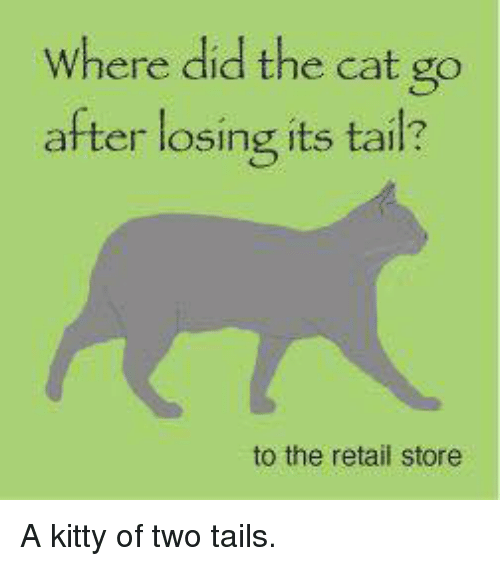 Where did the cat go
after losing its tail?
to the retail store
A kitty of two tails.